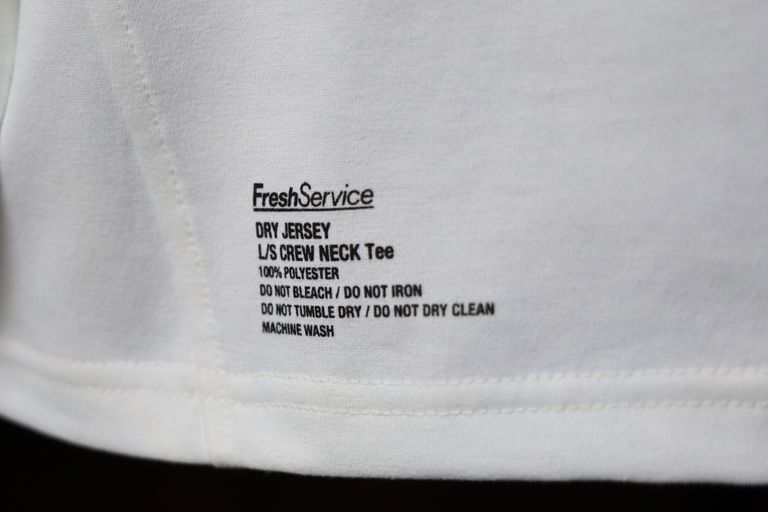 FreshService
DRY JERSEY
L/S CREW NECK Tee
100% POLYESTER
DO NOT BLEACH / DO NOT IRON
DO NOT TUMBLE DRY / DO NOT DRY CLEAN
MACHINE WASH